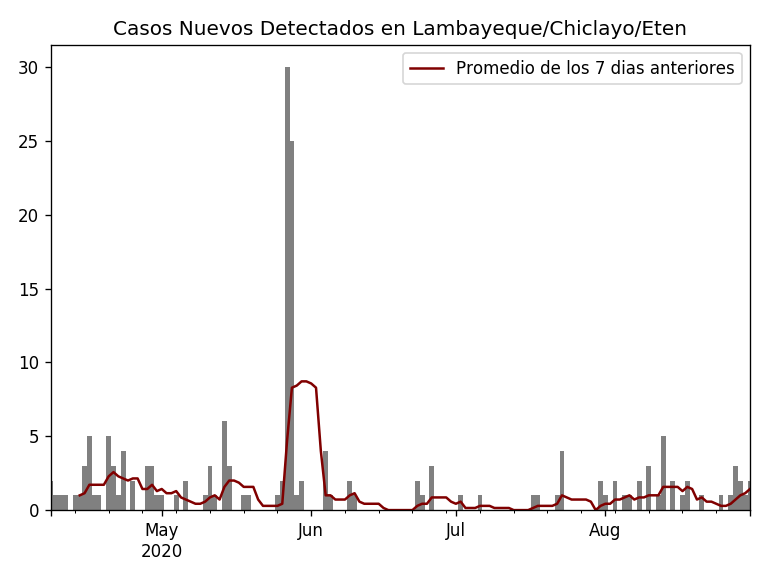 Casos Nuevos Detectados en Lambayeque/Chiclayo/Eten
Promedio de los 7 dias anteriores
30
25
20
15
10
5
0
May
2020
Jun
Jul
Aug